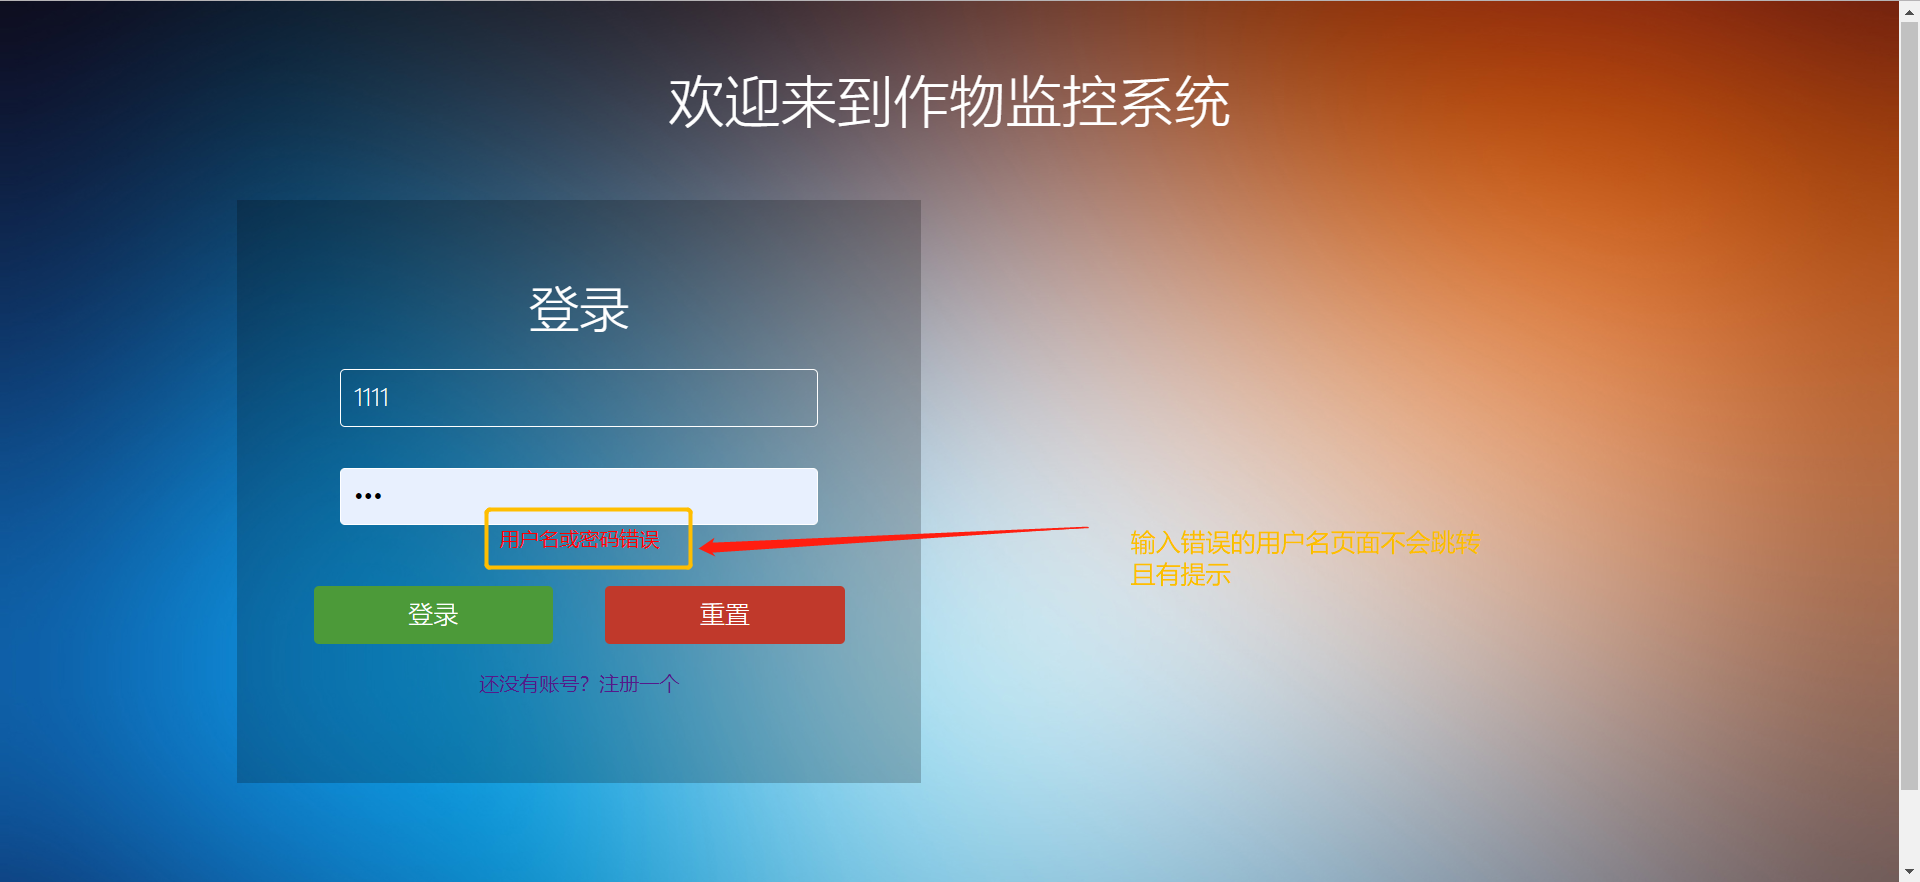 欢迎来到作物监控系统
登录
1111
•••
用户名或密码错误
输入错误的用户名页面不会跳转
且有提示
登录
重置
还没有账号？注册一个